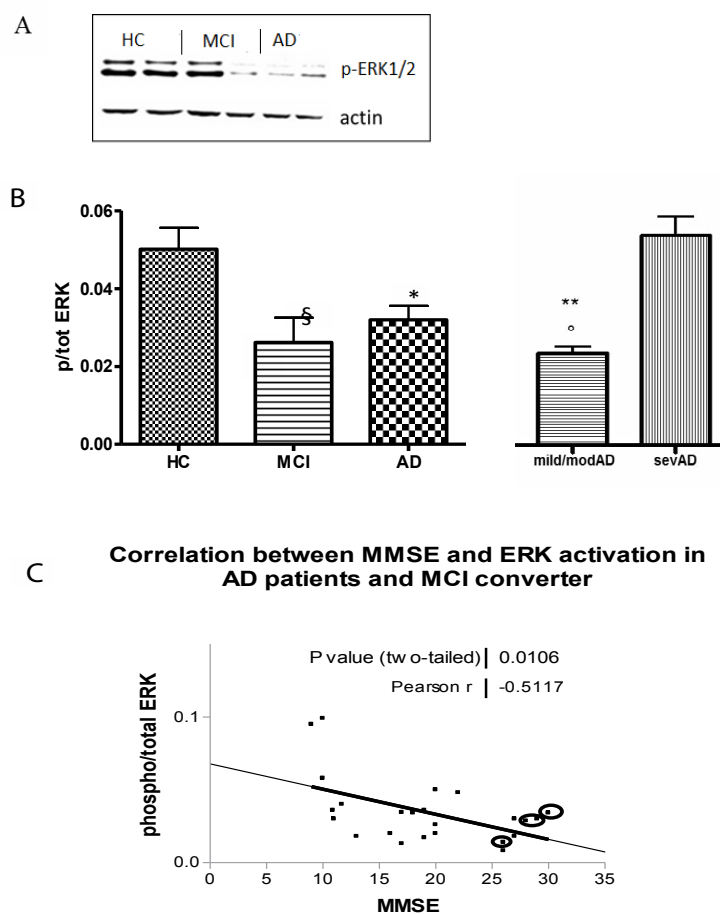 A
HC | MCI | AD
p-ERK1/2
actin
B
p/tot ERK
0.06
0.04
0.02
0.00
§
*
**
°
HC MCI AD
mild/modAD sevAD
C
Correlation between MMSE and ERK activation in
AD patients and MCI converter
P value (two-tailed) | 0.0106
Pearson r | -0.5117
phospho/total ERK
0.1
0.0
0 5 10 15 20 25 30 35
MMSE